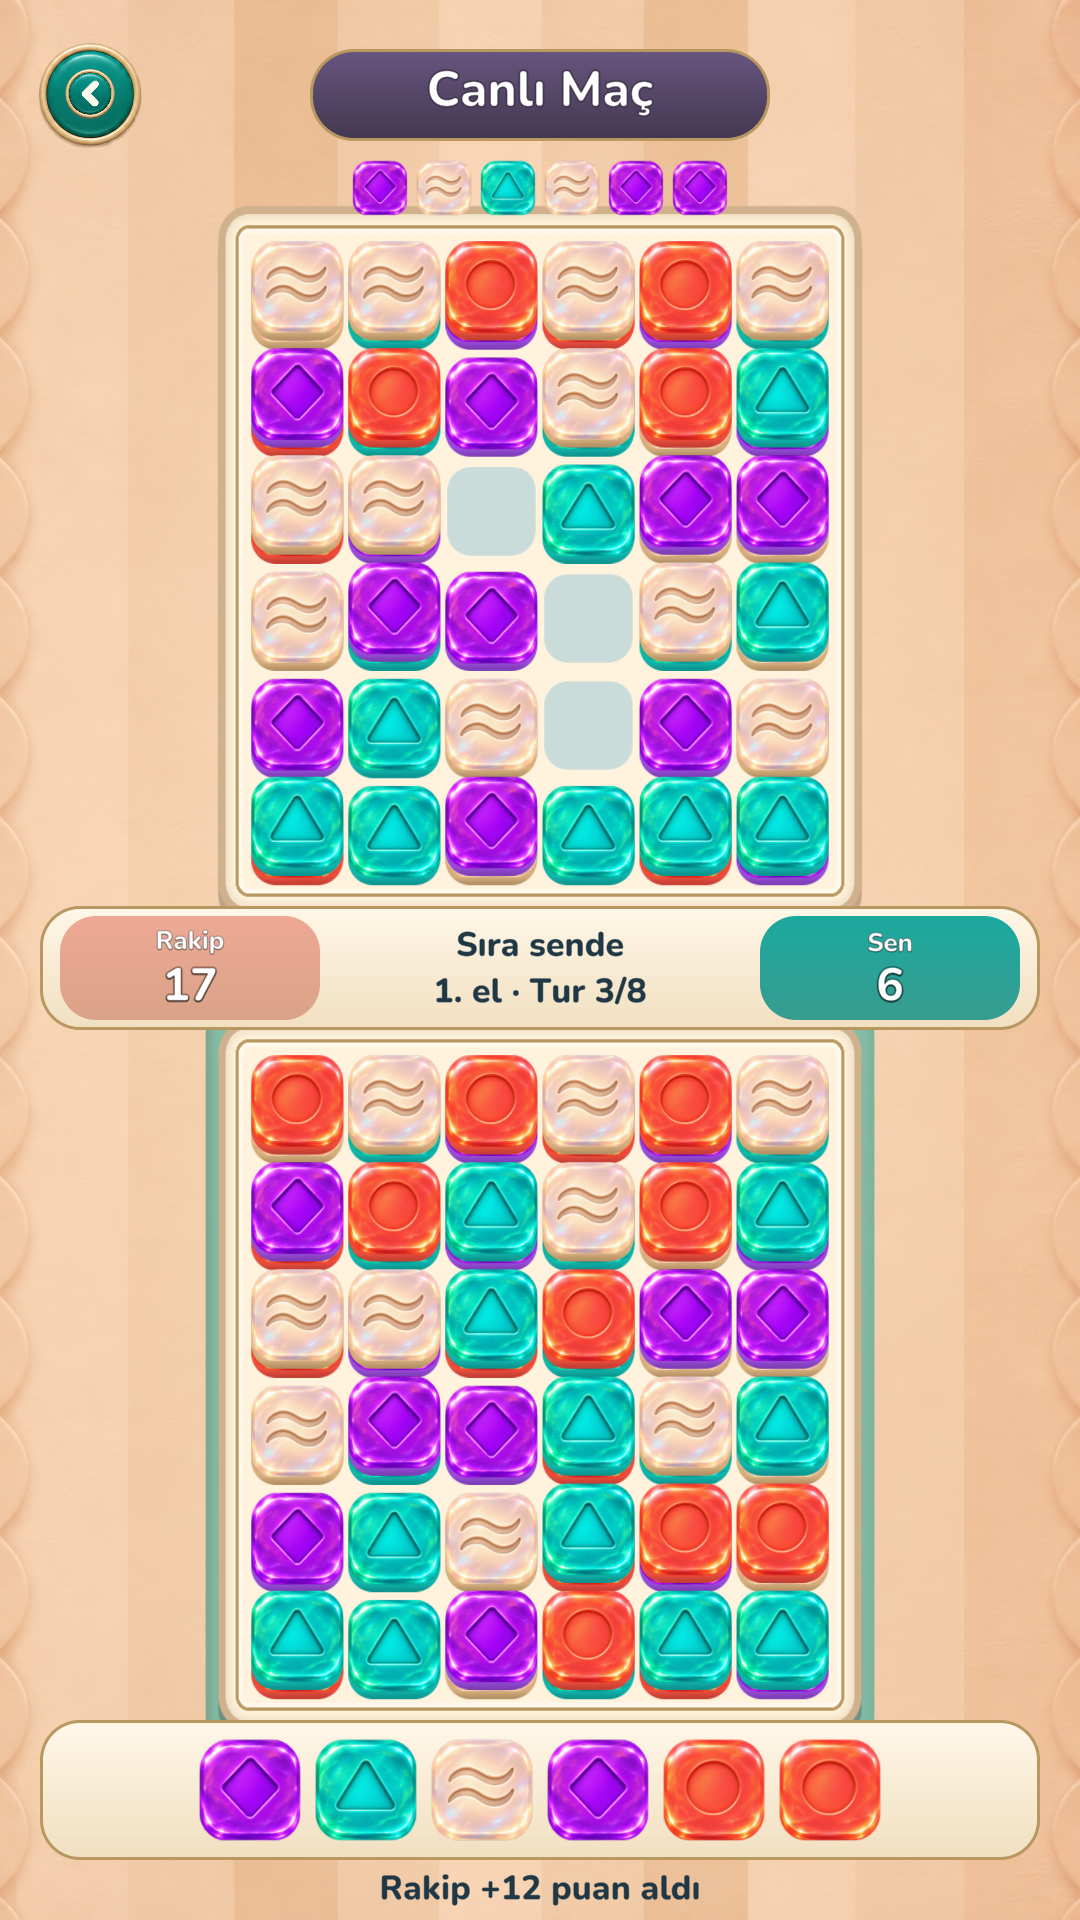 Canlı Maç
Rakip
17
Sıra sende
1. el · Tur 3/8
Sen
6
Rakip +12 puan aldı